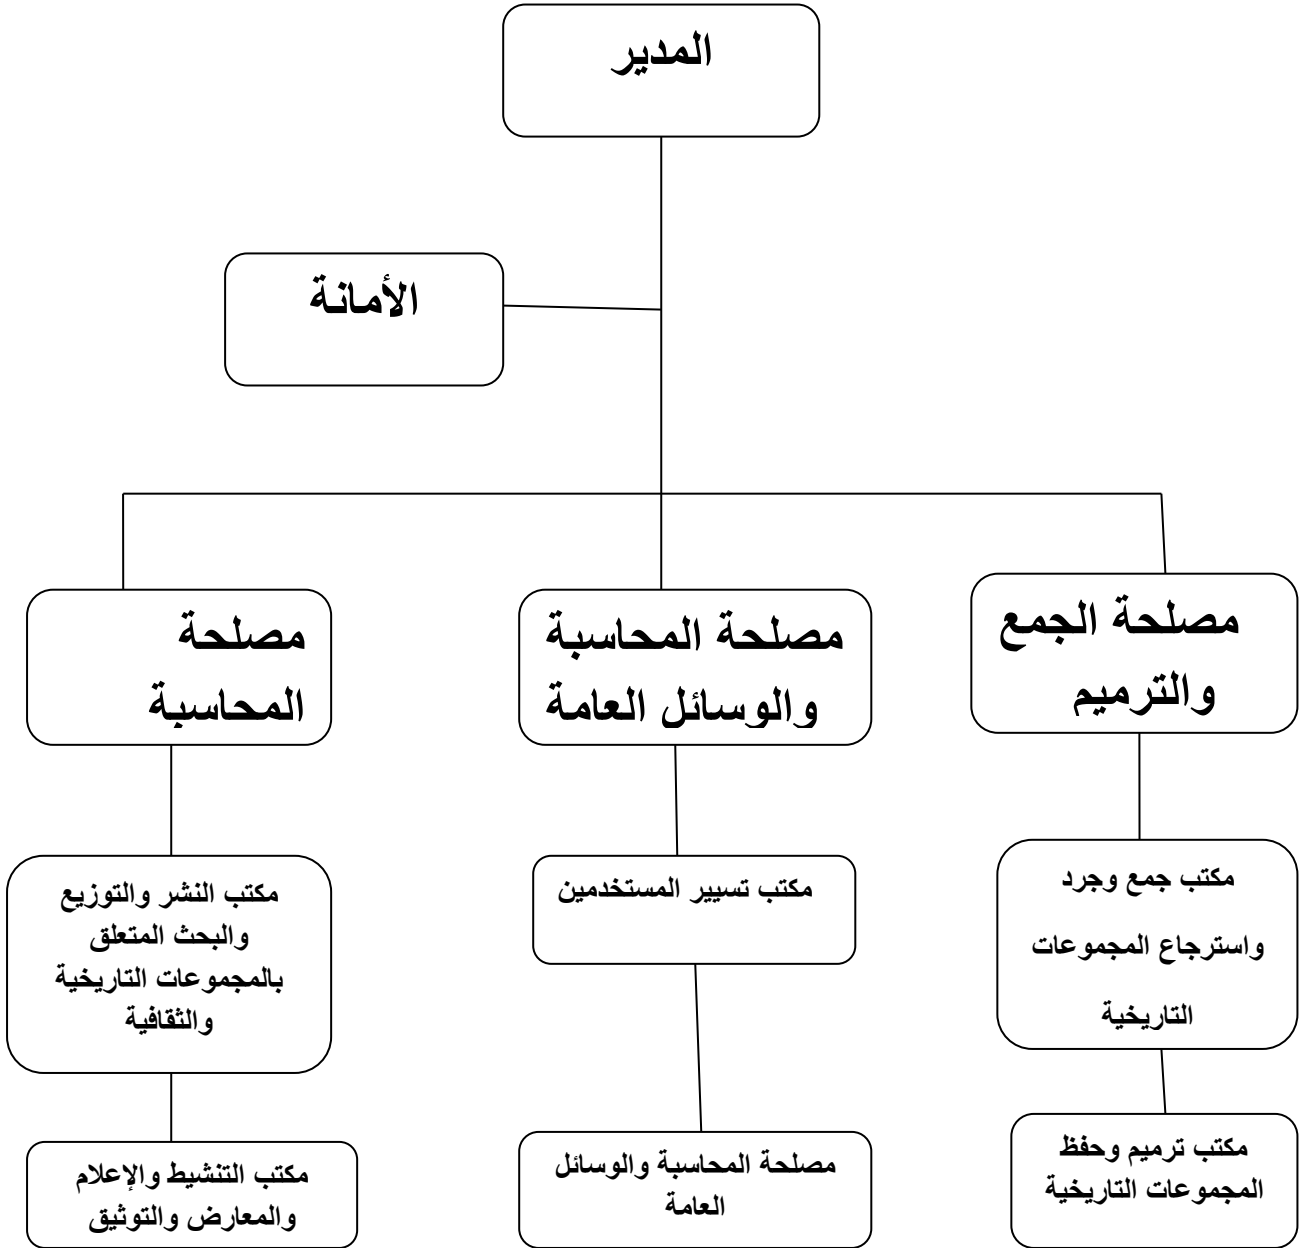 المدير
الأمانة
مصلحة الجمع
والترميم
مصلحة المحاسبة
والوسائل العامة
مصلحة
المحاسبة
مكتب جمع وجرد
واسترجاع المجموعات
التاريخية
مكتب تسيير المستخدمين
مكتب النشر والتوزيع
والبحث المتعلق
بالمجموعات التاريخية
والثقافية
مكتب ترميم وحفظ
المجموعات التاريخية
مصلحة المحاسبة والوسائل
العامة
مكتب التنشيط والإعلام
والمعارض والتوثيق